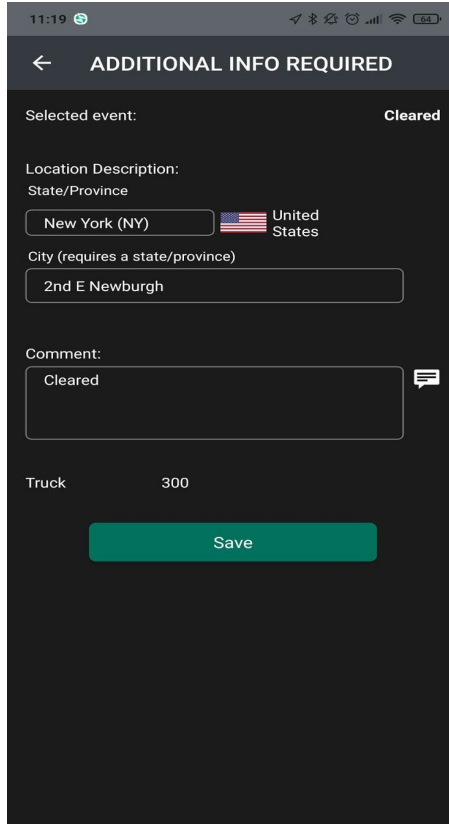 11:19 64
ADDITIONAL INFO REQUIRED
Selected event: Cleared
Location Description:
State/Province
New York (NY) United
States
City (requires a state/province)
2nd E Newburgh
Comment:
Cleared
Truck 300
Save